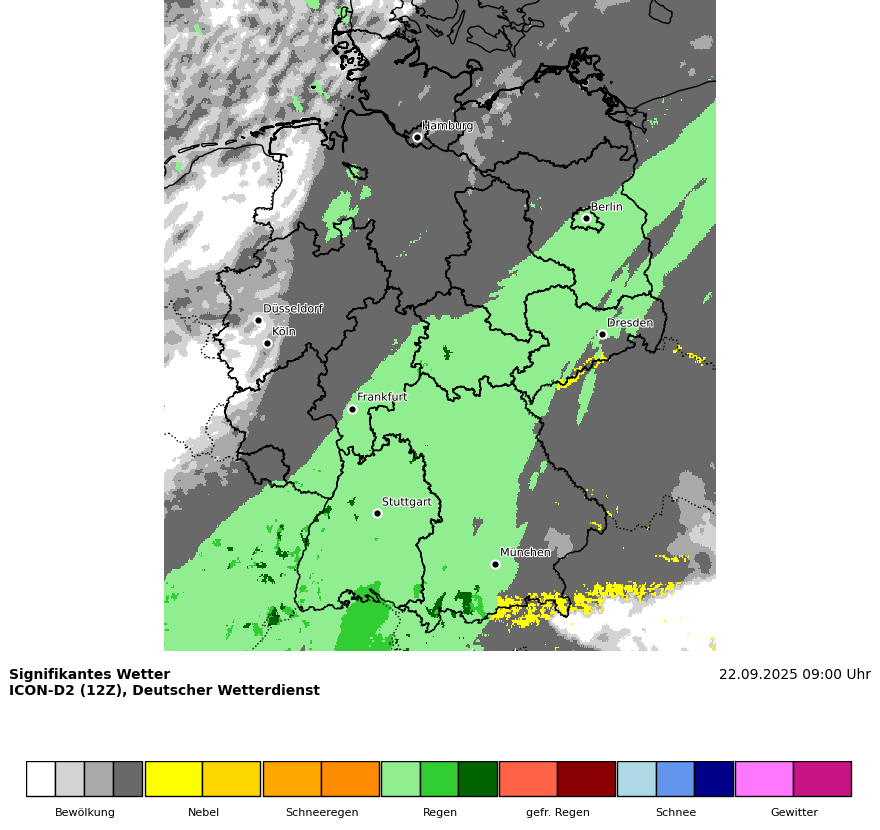 Hamburg
Berlin
Düsseldorf
Köln
Dresden
Frankfurt
Stuttgart
München
Signifikantes Wetter
22.09.2025 09:00 Uhr
ICON-D2 (12Z), Deutscher Wetterdienst
Bewölkung
Nebel
Schneeregen
Regen
gefr. Regen
Schnee
Gewitter